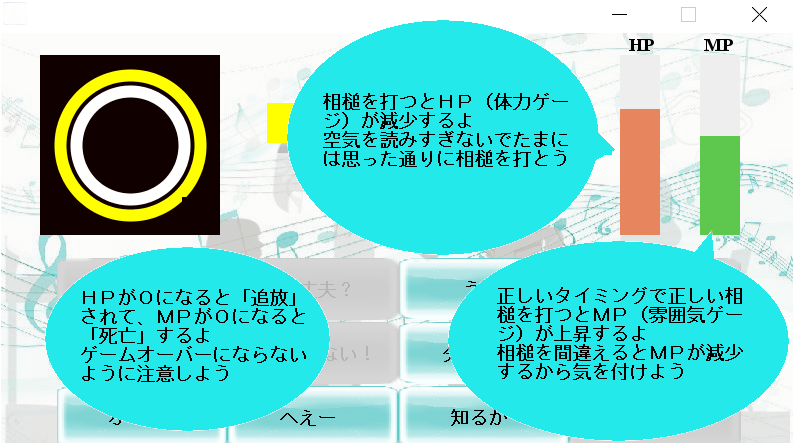 HP
MP
相槌を打つとＨＰ（体力ゲー
ジ）が減少するよ
空気を読みすぎないでたまに
は思った通りに相槌を打とう
ＨＰが０になると「追放」
されて、ＭＰが０になると
「死亡」するよ
ゲームオーバーにならない
ように注意しよう
正しいタイミングで正しい相
槌を打つとＭＰ（雰囲気ゲー
ジ）が上昇するよ
相槌を間違えるとＭＰが減少
するから気を付けよう
丈夫？
ない！
へえー
知るか